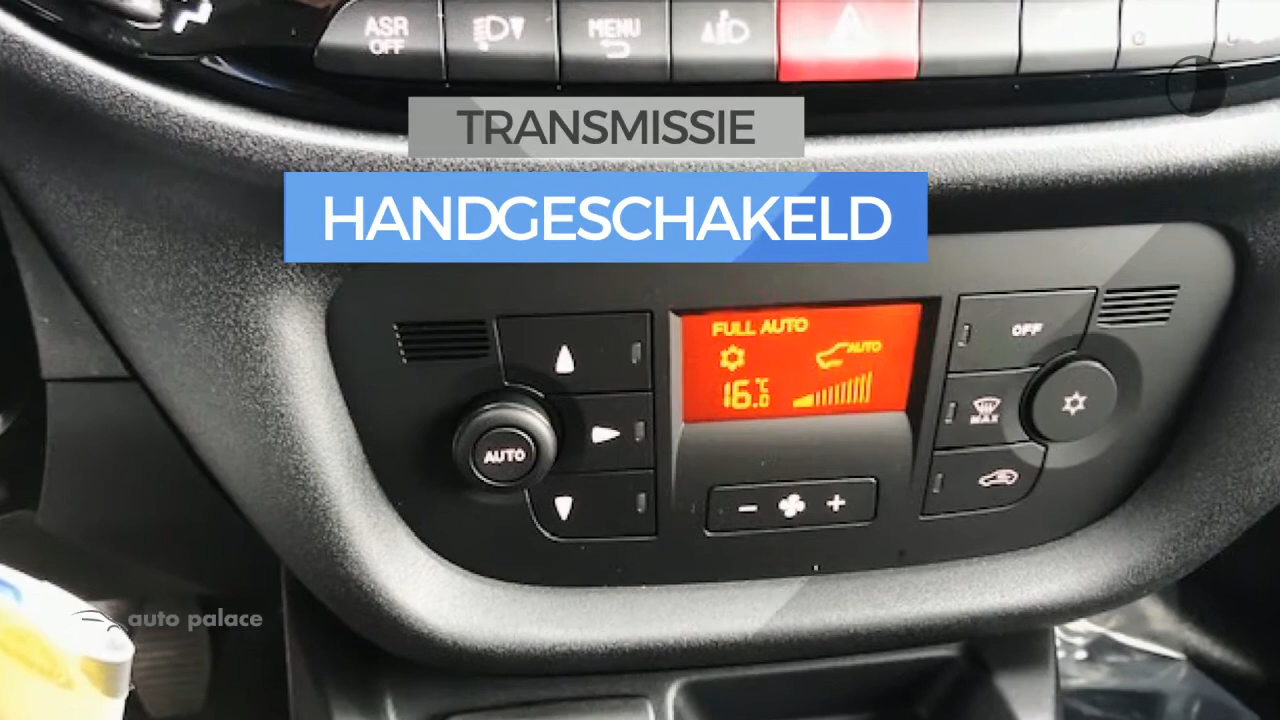 ASR
OFF
MENU
TRANSMISSIE
HANDGESCHAKELD
FULL AUTO
AUTO
16.0 °C
OFF
MAX
AUTO
- +
auto palace